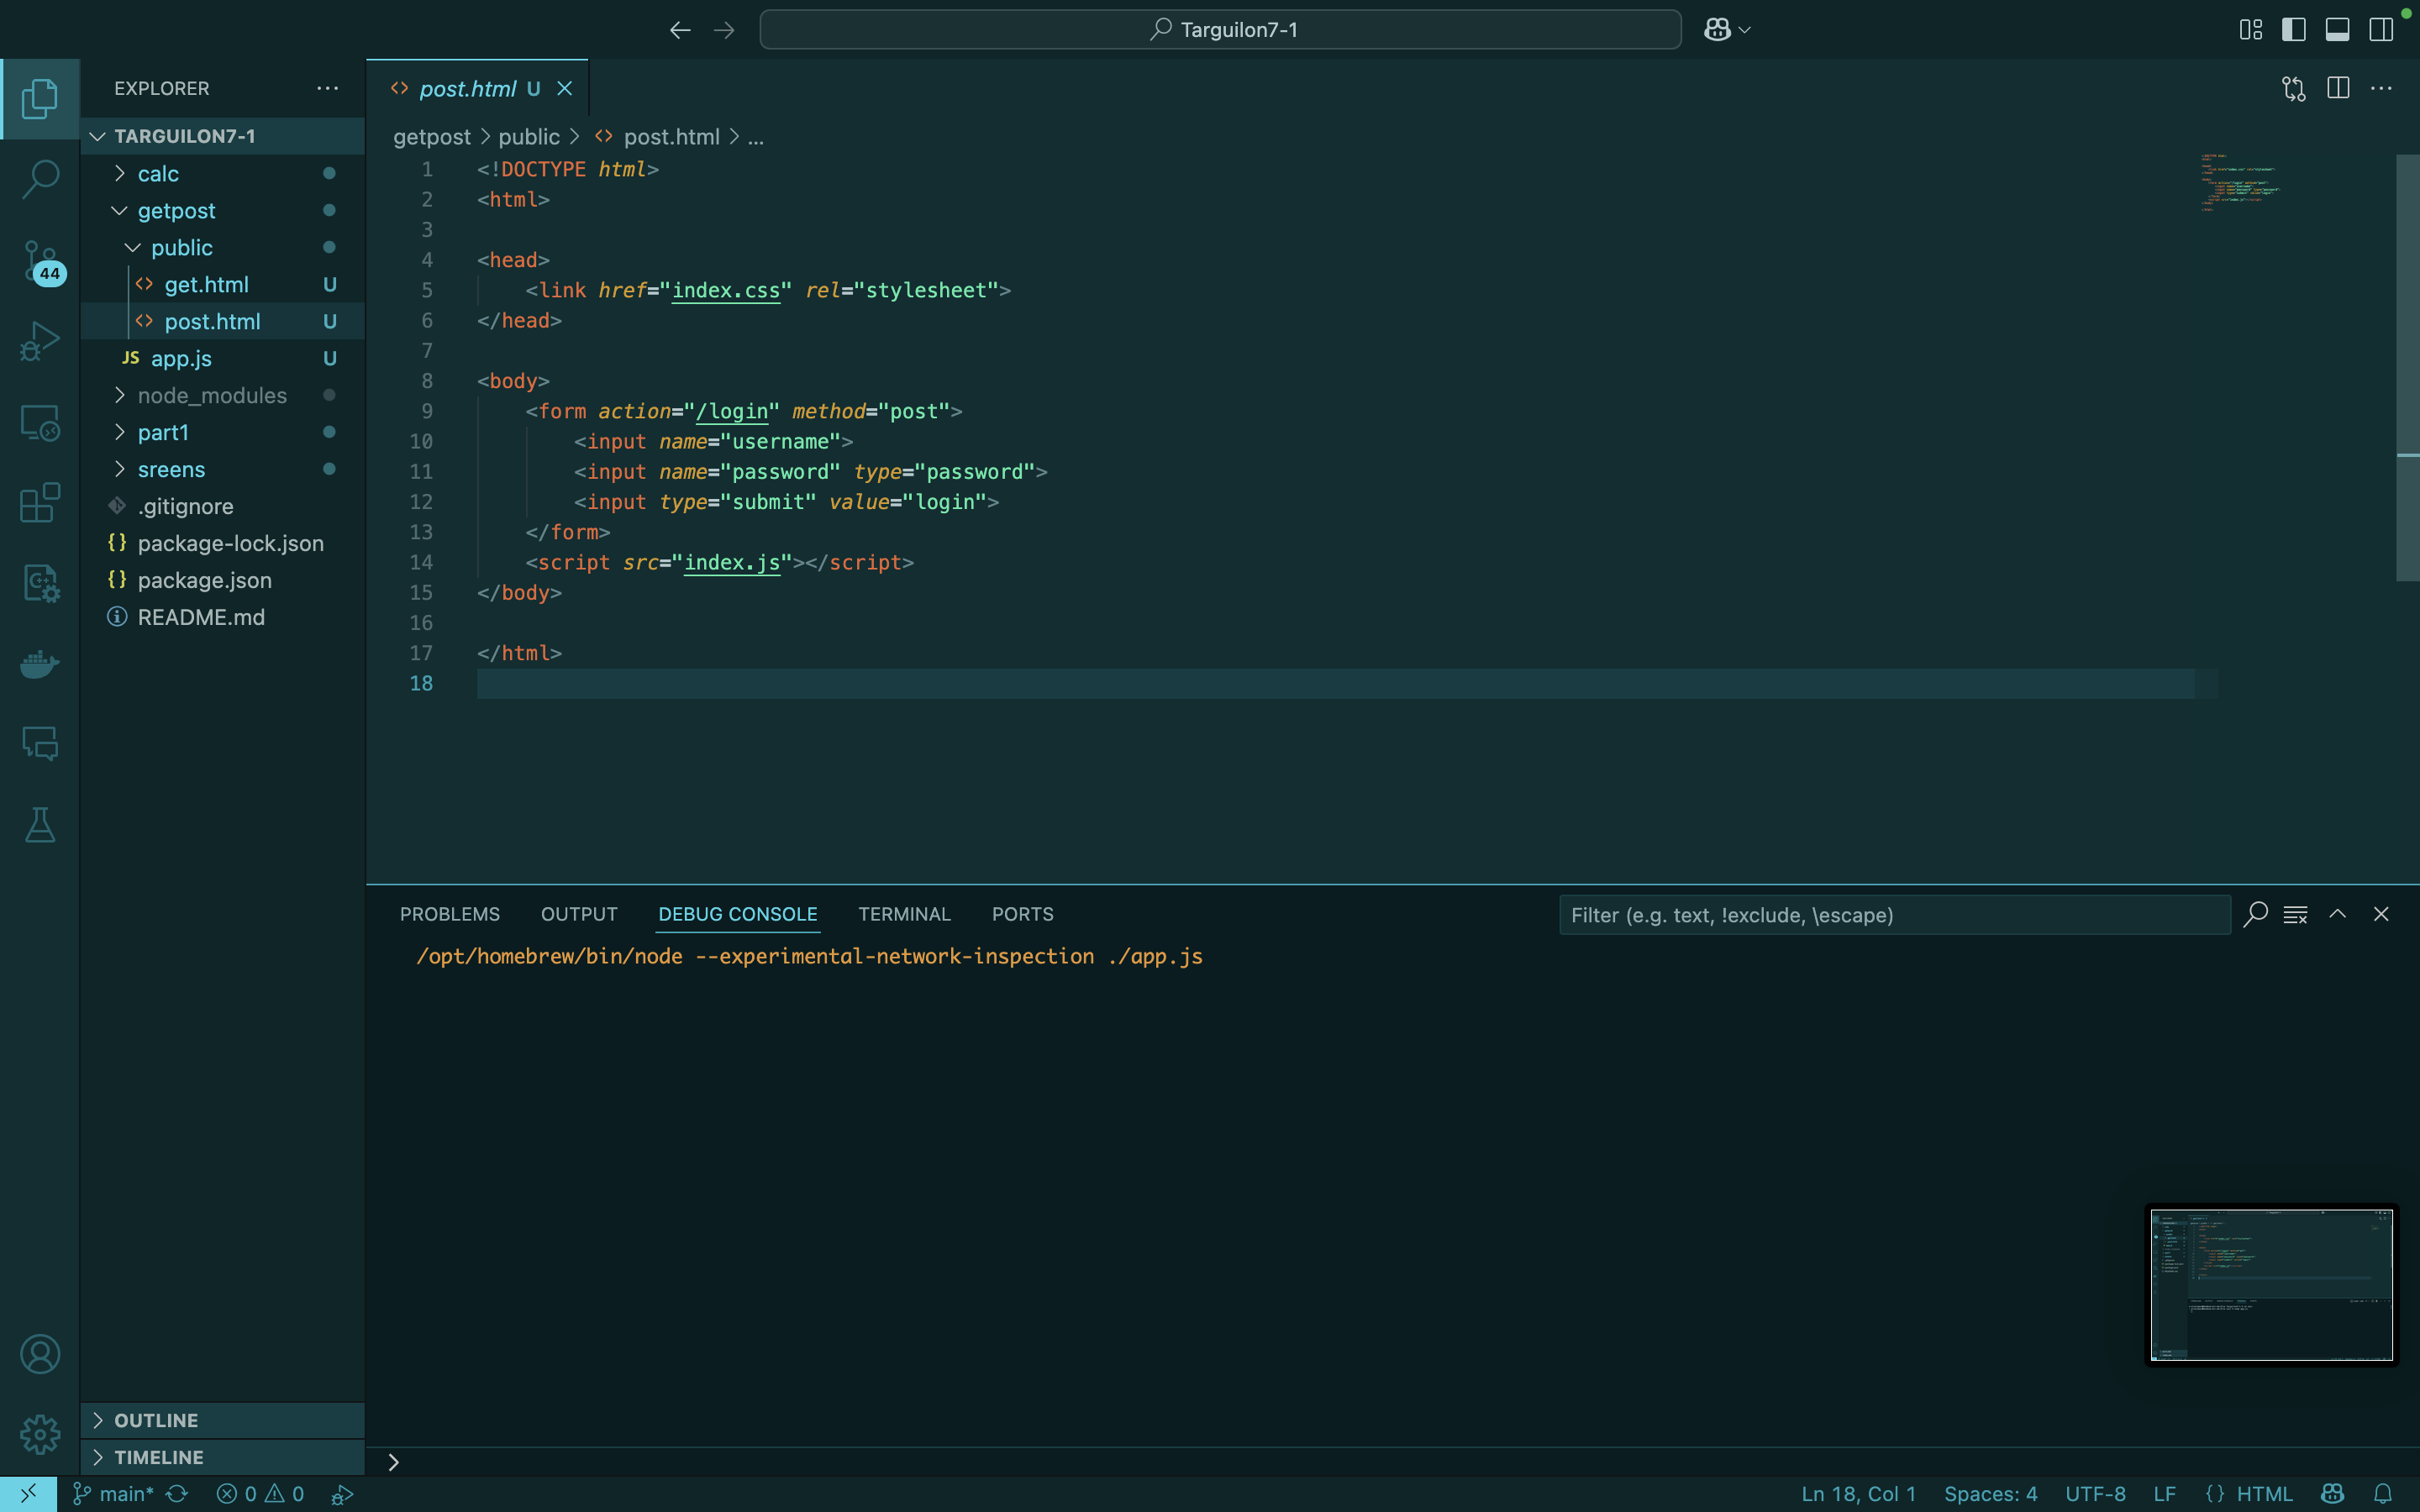 Targuilon7-1
EXPLORER
TARGUILON7-1
calc
getpost
public
get.html U
post.html U
JS app.js U
node_modules
part1
sreens
.gitignore
{} package-lock.json
{} package.json
README.md
OUTLINE
TIMELINE
44
<> post.html U
getpost > public > <> post.html > ...
1 <!DOCTYPE html>
2 <html>
3
4 <head>
5 <link href="index.css" rel="stylesheet">
6 </head>
7
8 <body>
9 <form action="/login" method="post">
10 <input name="username">
11 <input name="password" type="password">
12 <input type="submit" value="login">
13 </form>
14 <script src="index.js"></script>
15 </body>
16
17 </html>
18
PROBLEMS OUTPUT DEBUG CONSOLE TERMINAL PORTS
Filter (e.g. text, !exclude, \escape)
/opt/homebrew/bin/node --experimental-network-inspection ./app.js
main* 0 0 Ln 18, Col 1 Spaces: 4 UTF-8 LF {} HTML